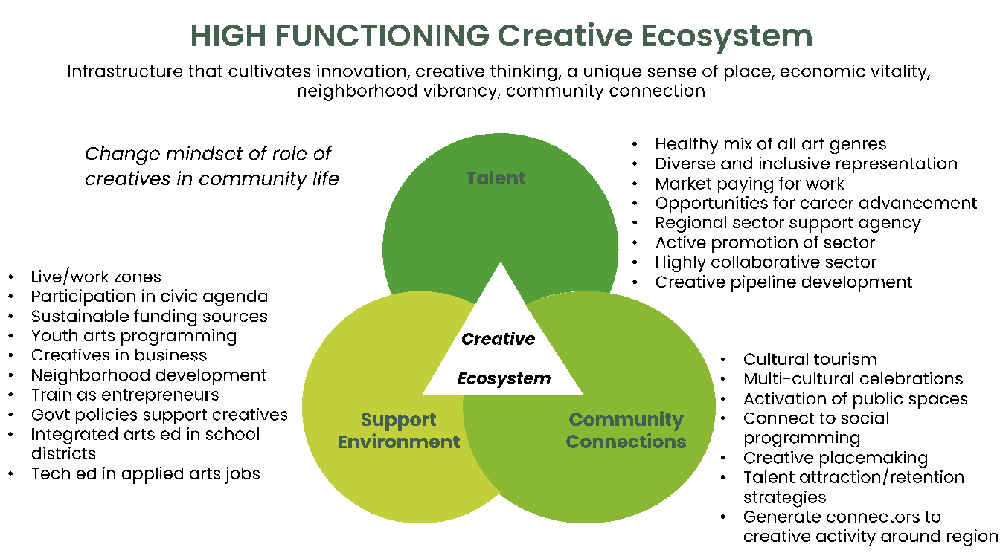 HIGH FUNCTIONING Creative Ecosystem
Infrastructure that cultivates innovation, creative thinking, a unique sense of place, economic vitality,
neighborhood vibrancy, community connection
Change mindset of role of
creatives in community life
Talent
• Healthy mix of all art genres
• Diverse and inclusive representation
• Market paying for work
• Opportunities for career advancement
• Regional sector support agency
• Active promotion of sector
• Highly collaborative sector
• Creative pipeline development
• Live/work zones
• Participation in civic agenda
• Sustainable funding sources
• Youth arts programming
• Creatives in business
• Neighborhood development
• Train as entrepreneurs
• Govt policies support creatives
• Integrated arts ed in school
districts
• Tech ed in applied arts jobs
Creative
Ecosystem
Support
Environment
Community
Connections
• Cultural tourism
• Multi-cultural celebrations
• Activation of public spaces
• Connect to social
programming
• Creative placemaking
• Talent attraction/retention
strategies
• Generate connectors to
creative activity around region